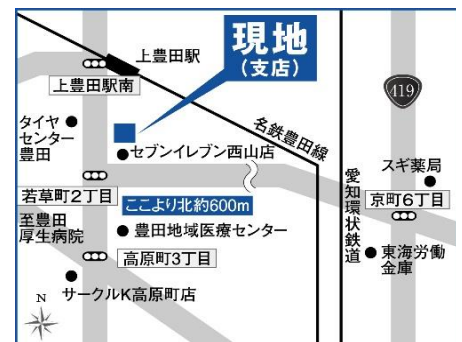 上豊田駅
現地
(支店)
上豊田駅南
419
タイヤ
センター
豊田
セブンイレブン西山店
名鉄豊田線
スギ薬局
若草町2丁目
ここより北約600m
京町6丁目
愛知環状鉄道
至豊田
厚生病院
豊田地域医療センター
東海労働
金庫
高原町3丁目
サークルK高原町店
N